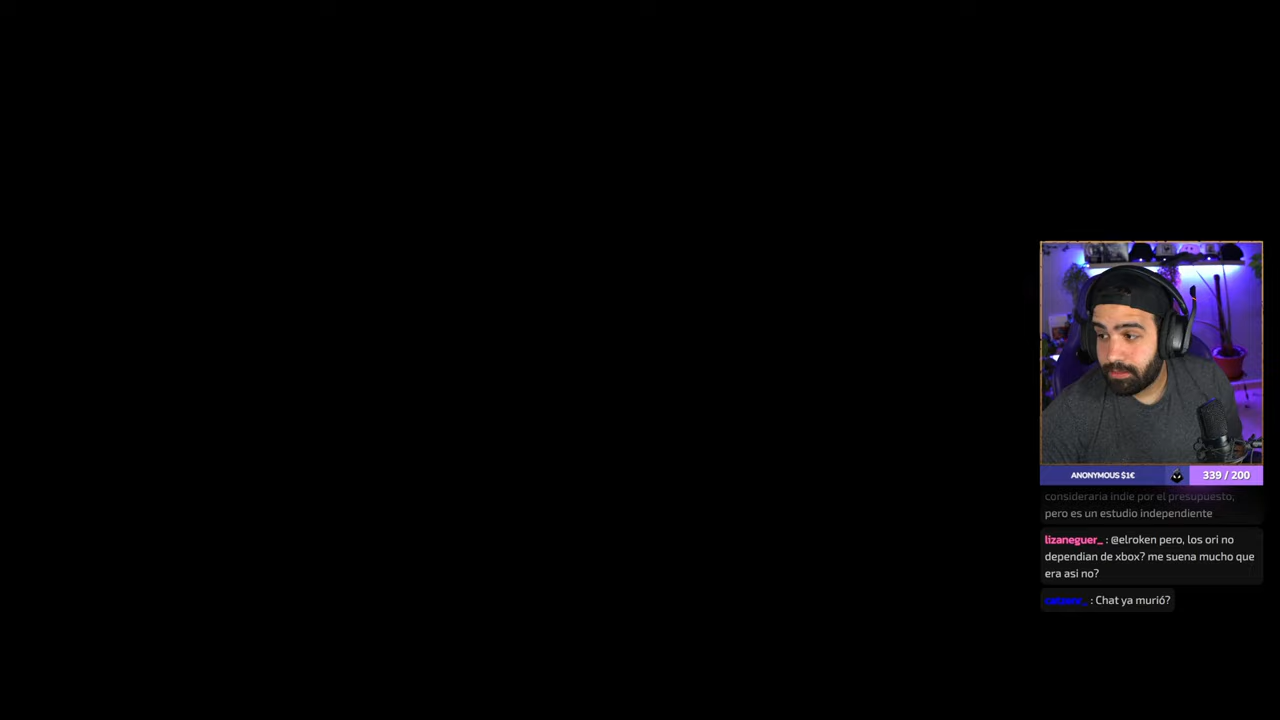 ANONYMOUS $1€
339 / 200
consideraria indie por el presupuesto,
pero es un estudio independiente
lizaneguer_ : @elroken pero, los ori no
dependian de xbox? me suena mucho que
era asi no?
: Chat ya murió?